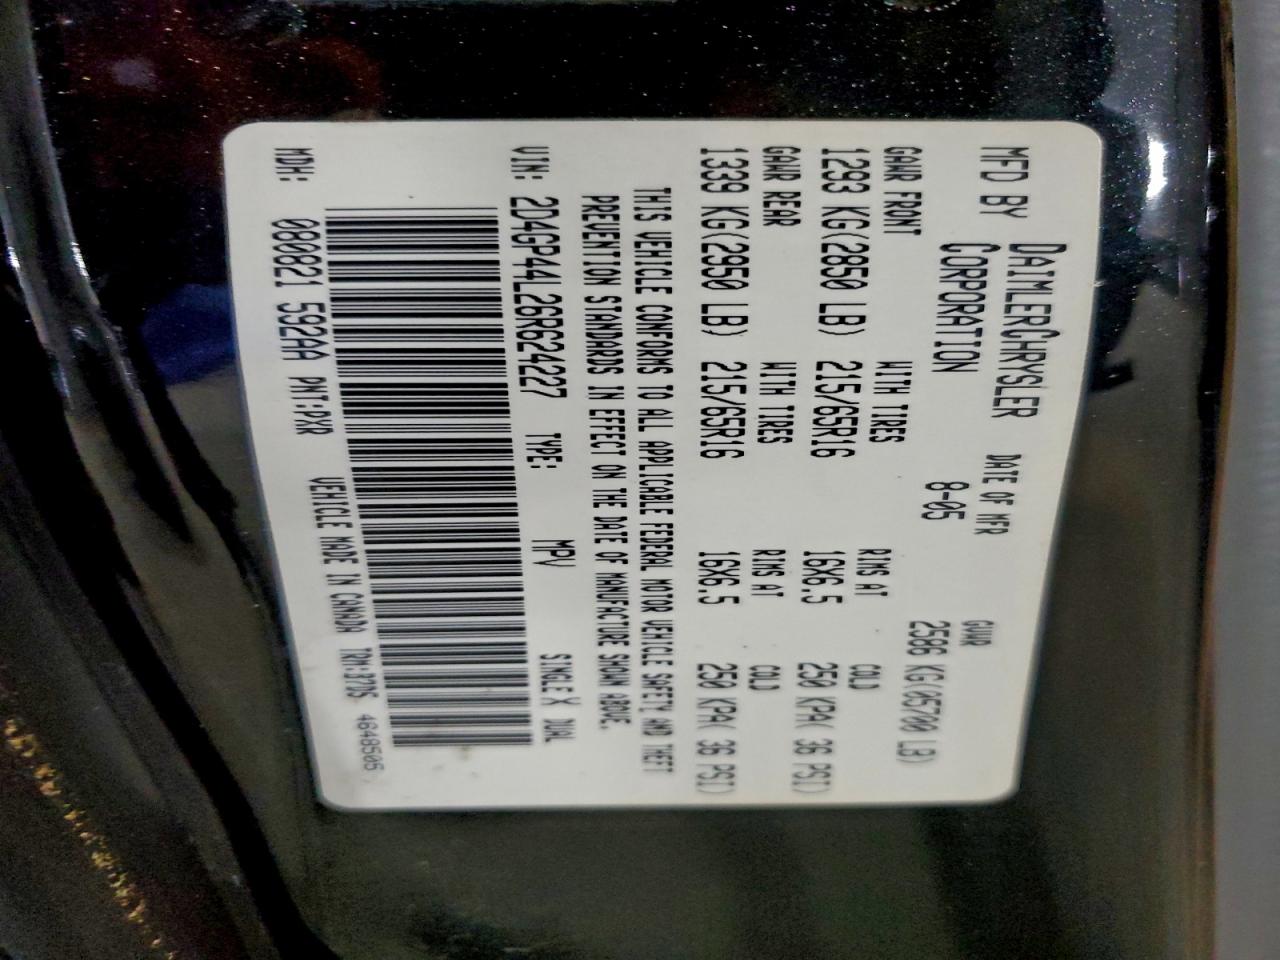 MFD BY DAIMLERCHRYSLER CORPORATION DATE OF MFR 8-05 GVWR 2586 KG(05700 LB)
GAWR FRONT WITH TIRES RIMS AT COLD
1293 KG(2850 LB) 215/65R16 16X6.5 250 KPA( 36 PSI)
GAWR REAR WITH TIRES RIMS AT COLD
1339 KG(2950 LB) 215/65R16 16X6.5 250 KPA( 36 PSI)
THIS VEHICLE CONFORMS TO ALL APPLICABLE FEDERAL MOTOR VEHICLE SAFETY, AND THEFT
PREVENTION STANDARDS IN EFFECT ON THE DATE OF MANUFACTURE SHOWN ABOVE.
VIN: 2D4GP44L26R624227 TYPE: MPV SINGLE X DUAL
MDH: 080821 592AA PNT:PXR VEHICLE MADE IN CANADA TRM:37DS 4648505